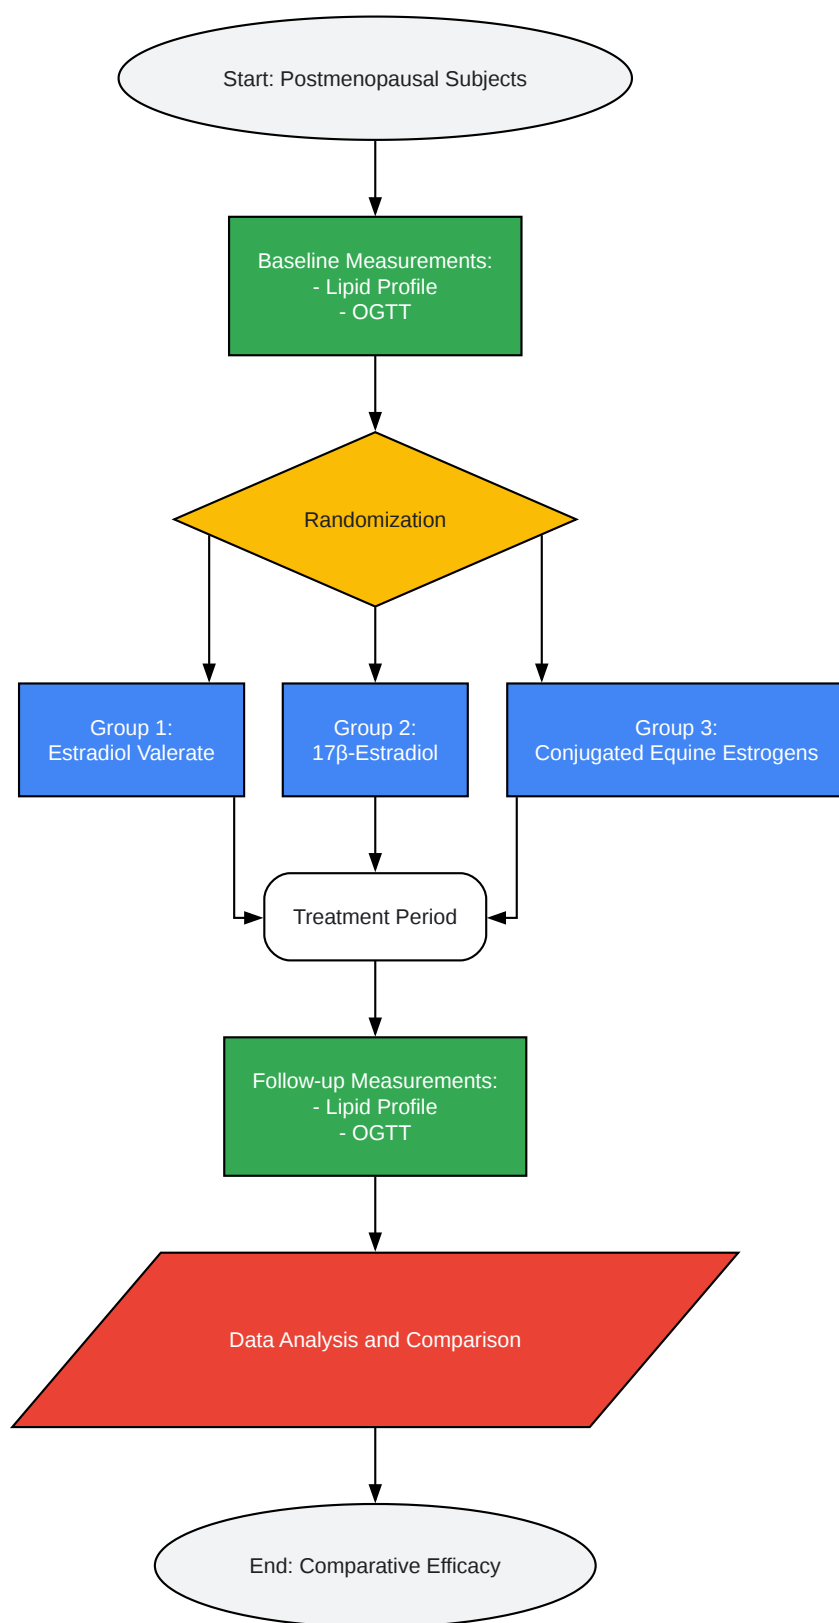 Start: Postmenopausal Subjects
Baseline Measurements:
- Lipid Profile
- OGTT
Randomization
Group 1:
Estradiol Valerate
Group 2:
17β-Estradiol
Group 3:
Conjugated Equine Estrogens
Treatment Period
Follow-up Measurements:
- Lipid Profile
- OGTT
Data Analysis and Comparison
End: Comparative Efficacy